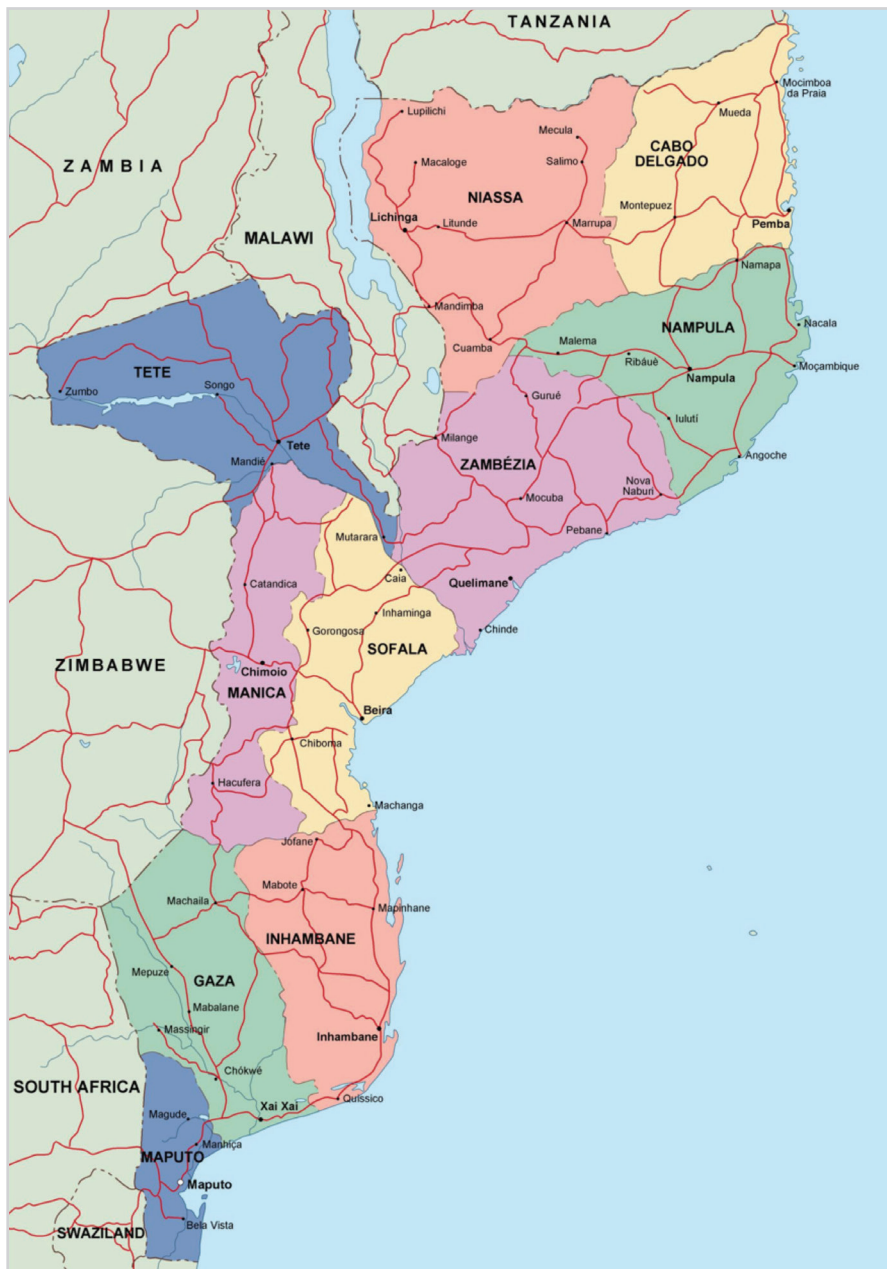 TANZANIA
Mocimboa
da Praia
Lupilichi
Mueda
Mecula
CABO
DELGADO
ZAMBIA
Macaloge
Salimo
NIASSA
Montepuez
Lichinga
Litunde
Marrupa
Pemba
MALAWI
Namapa
Mandimba
NAMPULA
Nacala
Cuamba
Malema
Ribáuè
Moçambique
TETE
Nampula
Zumbo
Songo
Gurué
Iulutí
Milange
Tete
Angoche
Mandié
ZAMBÉZIA
Nova
Naburi
Mocuba
Mutarara
Pebane
Catandica
Caia
Quelimane
Inhaminga
Gorongosa
Chinde
SOFALA
ZIMBABWE
Chimoio
MANICA
Beira
Chiboma
Hacufera
Machanga
Jofane
Mabote
Machaila
Mapinhane
INHAMBANE
Mepuze
GAZA
Mabalane
Massingir
Inhambane
Chókwé
SOUTH AFRICA
Quissico
Xai Xai
Magude
Manhiça
MAPUTO
Maputo
Bela Vista
SWAZILAND